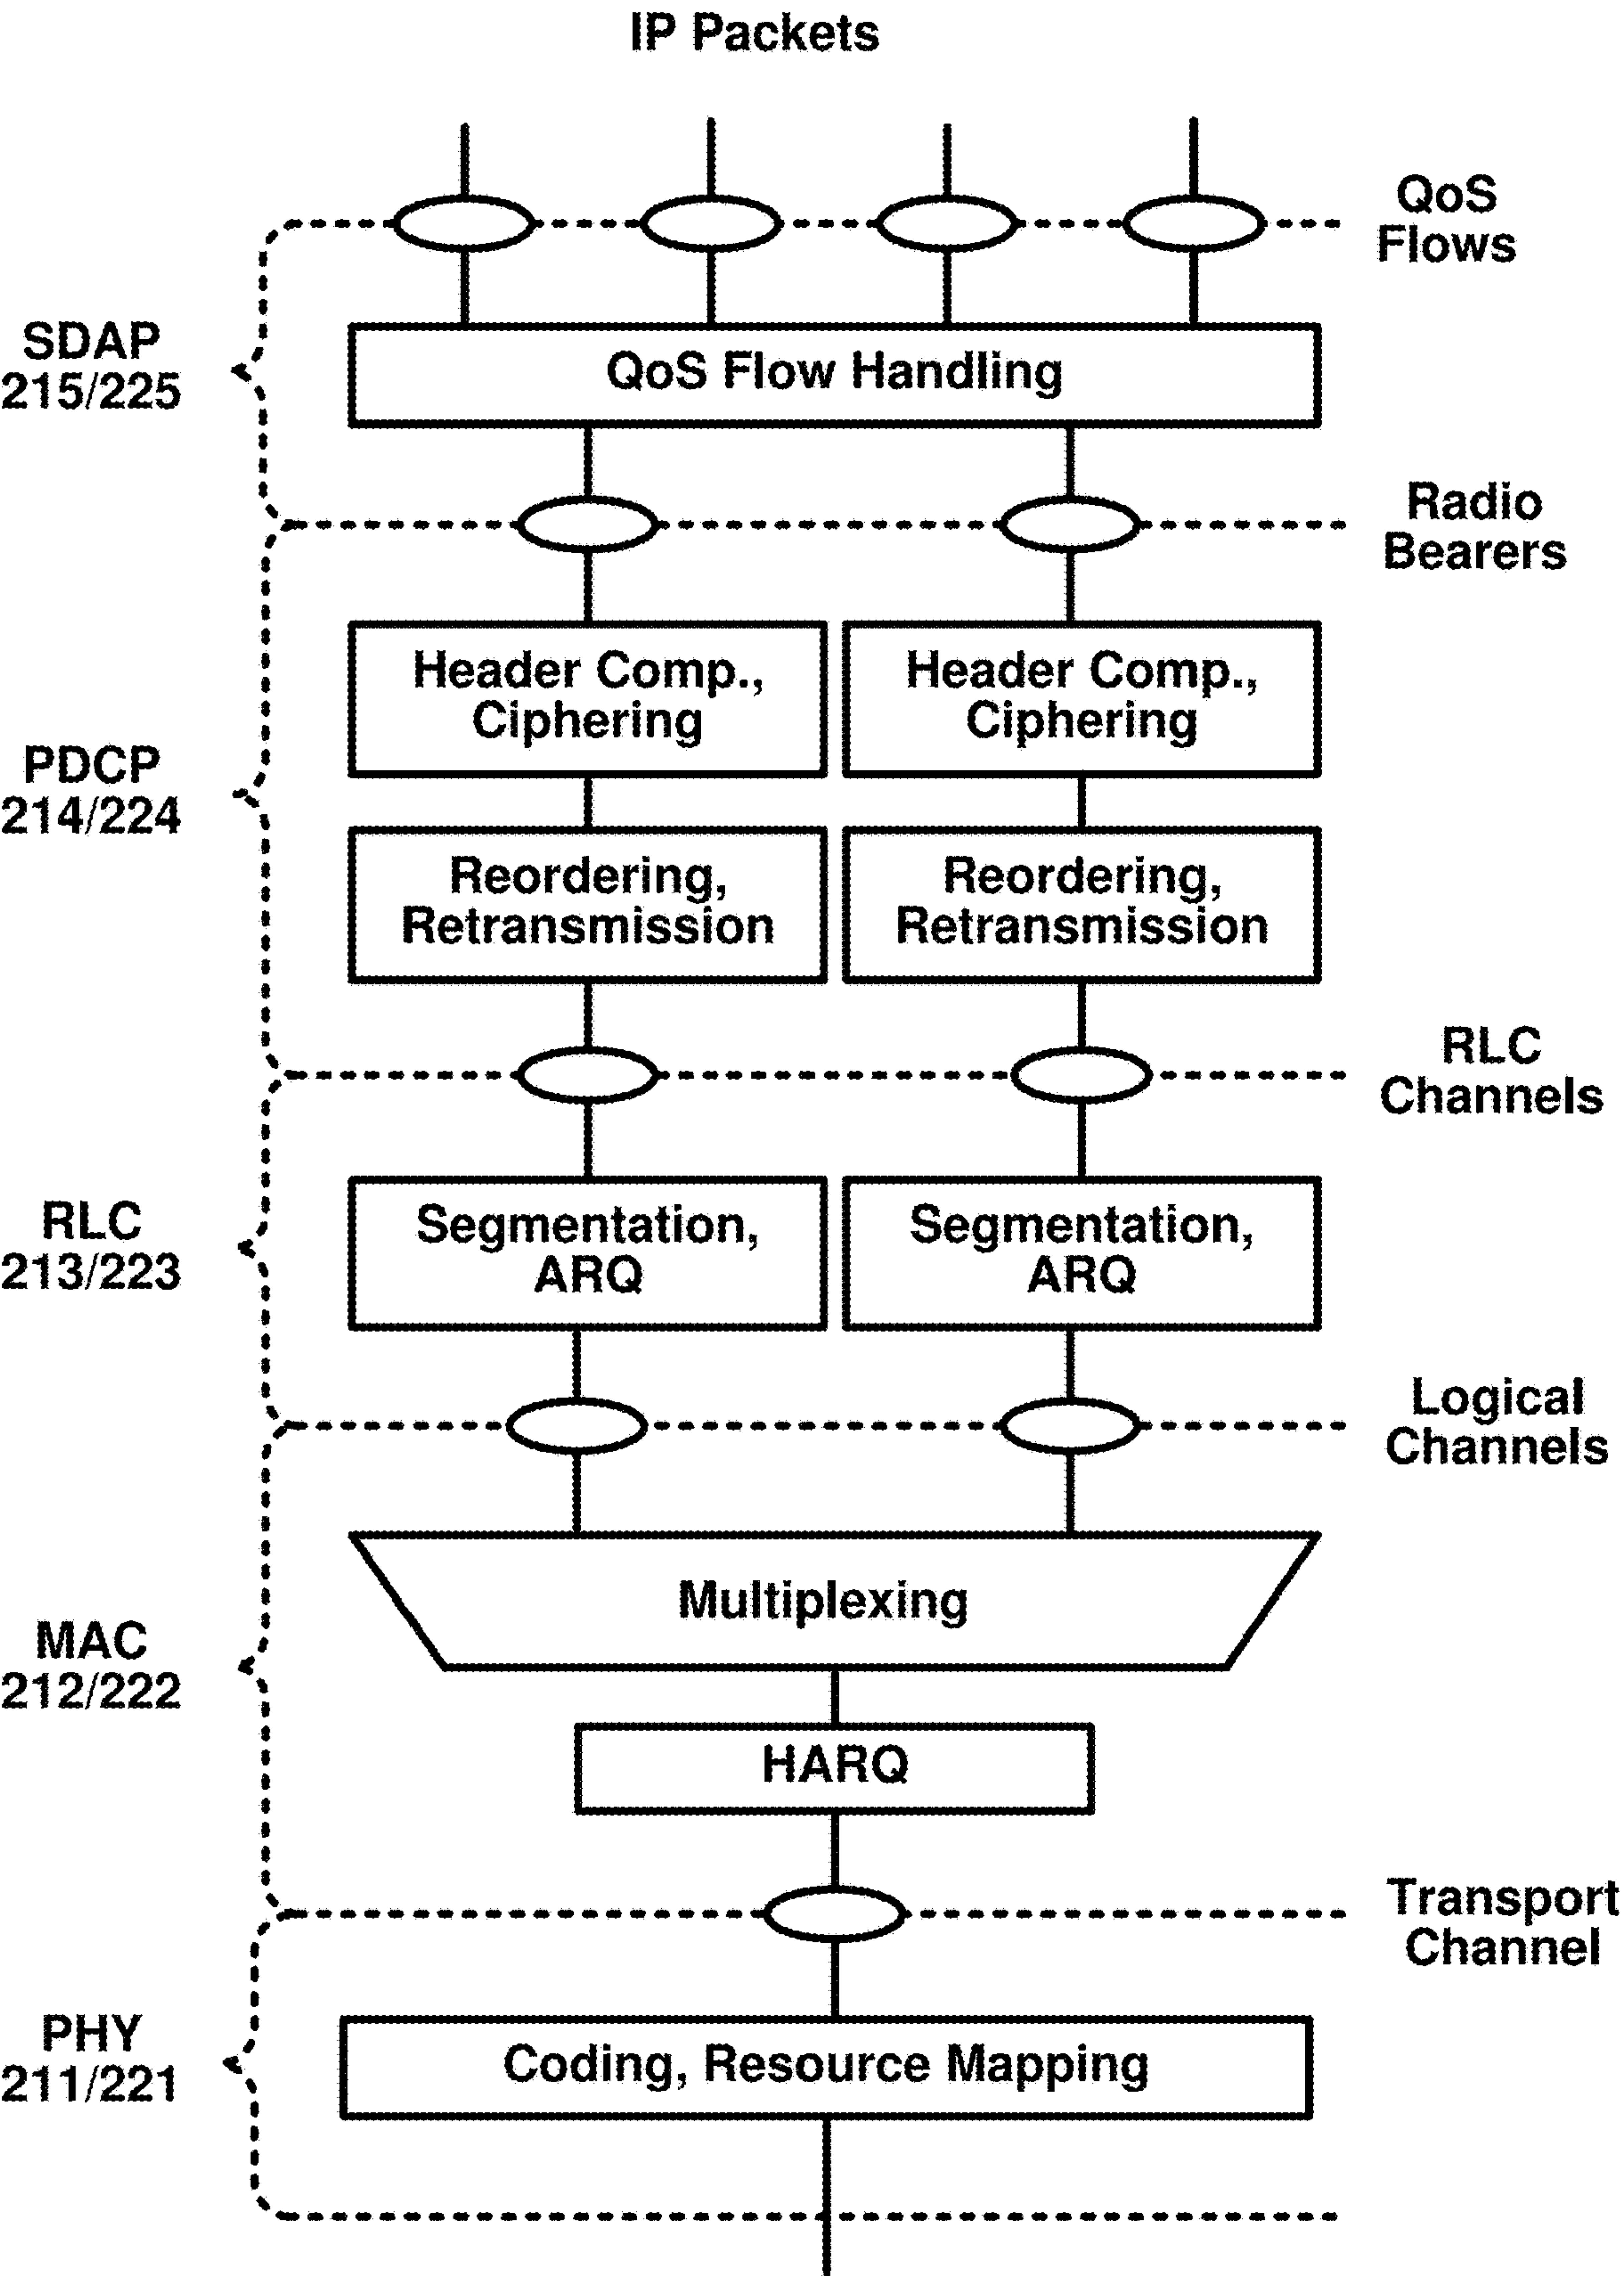 IP Packets
QoS
Flows
SDAP
215/225
QoS Flow Handling
Radio
Bearers
Header Comp.,
Ciphering
Header Comp.,
Ciphering
PDCP
214/224
Reordering,
Retransmission
Reordering,
Retransmission
RLC
Channels
RLC
213/223
Segmentation,
ARQ
Segmentation,
ARQ
Logical
Channels
Multiplexing
MAC
212/222
HARQ
Transport
Channel
PHY
211/221
Coding, Resource Mapping